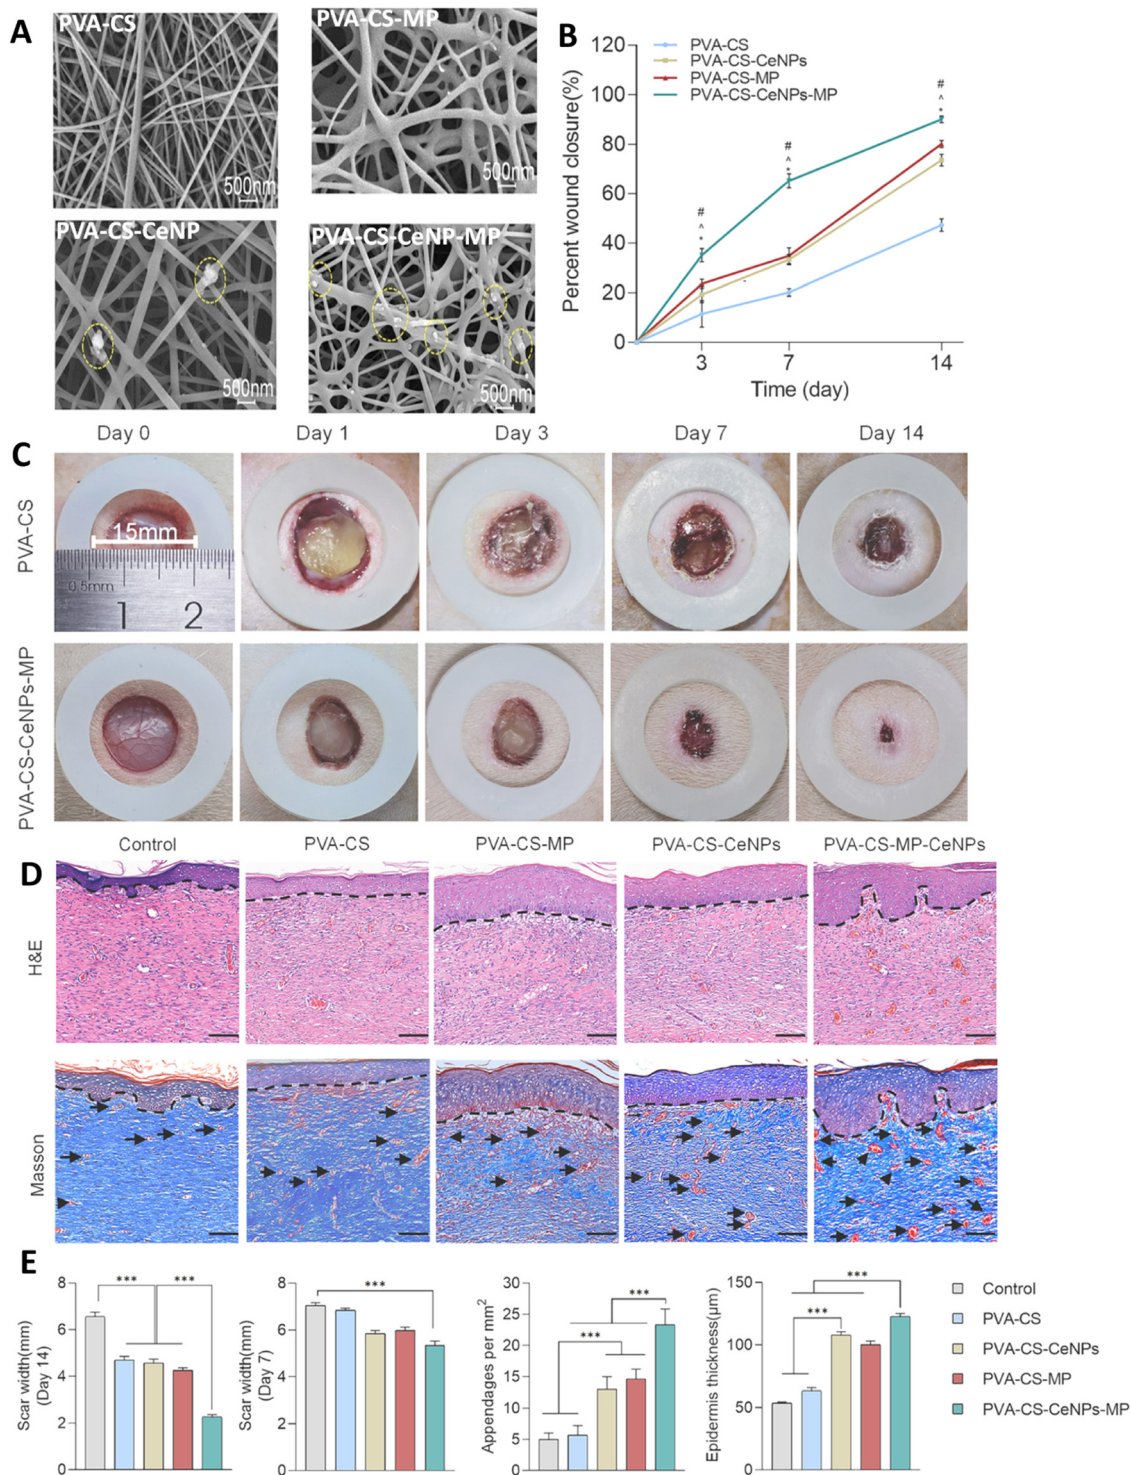 A
PVA-CS
500nm
PVA-CS-MP
500nm
PVA-CS-CeNP
500nm
PVA-CS-CeNP-MP
500nm
B
PVA-CS
PVA-CS-CeNPs
PVA-CS-MP
PVA-CS-CeNPs-MP
Percent wound closure(%)
120
100
80
60
40
20
0
#
^
*
#
^
*
#
^
*
3
7
14
Time (day)
C
Day 0
Day 1
Day 3
Day 7
Day 14
PVA-CS
15mm
0.5mm
1
2
PVA-CS-CeNPs-MP
D
Control
PVA-CS
PVA-CS-MP
PVA-CS-CeNPs
PVA-CS-MP-CeNPs
H&E
Masson
E
Scar width(mm)
(Day 14)
8
6
4
2
0
***
***
Scar width(mm)
(Day 7)
8
6
4
2
0
***
Appendages per mm2
30
25
20
15
10
5
0
***
***
Epidermis thickness(μm)
150
100
50
0
***
***
Control
PVA-CS
PVA-CS-CeNPs
PVA-CS-MP
PVA-CS-CeNPs-MP